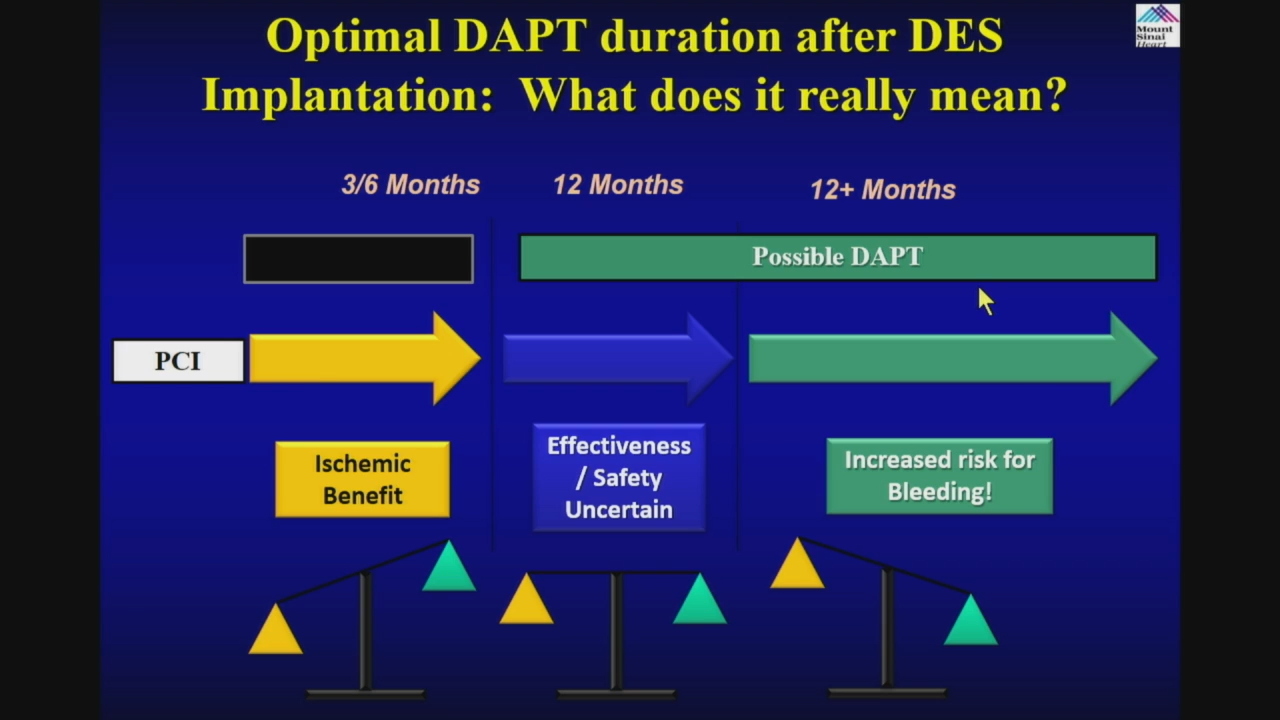 Optimal DAPT duration after DES
Implantation: What does it really mean?
Mount
Sinai
Heart
3/6 Months
12 Months
12+ Months
Possible DAPT
PCI
Ischemic
Benefit
Effectiveness
/ Safety
Uncertain
Increased risk for
Bleeding!